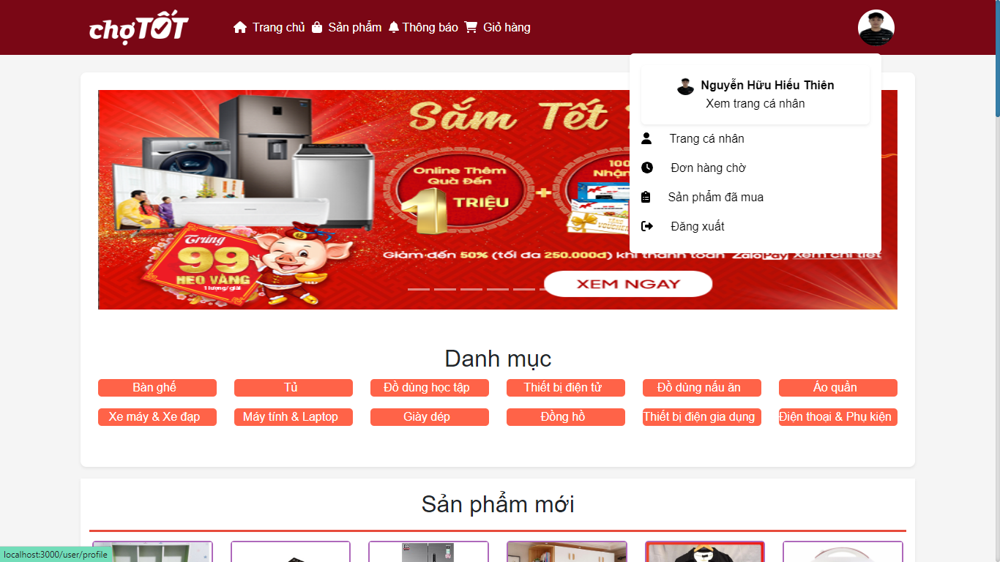 chợTỐT
Trang chủ Sản phẩm Thông báo Giỏ hàng
Nguyễn Hữu Hiếu Thiên
Xem trang cá nhân
Trang cá nhân
Đơn hàng chờ
Sản phẩm đã mua
Đăng xuất
Sắm Tết
Online Thêm
Quà Đến
1 TRIỆU
+
100
Nhận
TẶNG
VOUCHER
Trúng
99
HEO VÀNG
1 lượng/giải
Giảm đến 50% (tối đa 250.000đ) khi thanh toán ZaloPay Xem chi tiết
XEM NGAY
Danh mục
Bàn ghế Tủ Đồ dùng học tập Thiết bị điện tử Đồ dùng nấu ăn Áo quần
Xe máy & Xe đạp Máy tính & Laptop Giày dép Đồng hồ Thiết bị điện gia dụng Điện thoại & Phụ kiện
Sản phẩm mới
localhost:3000/user/profile